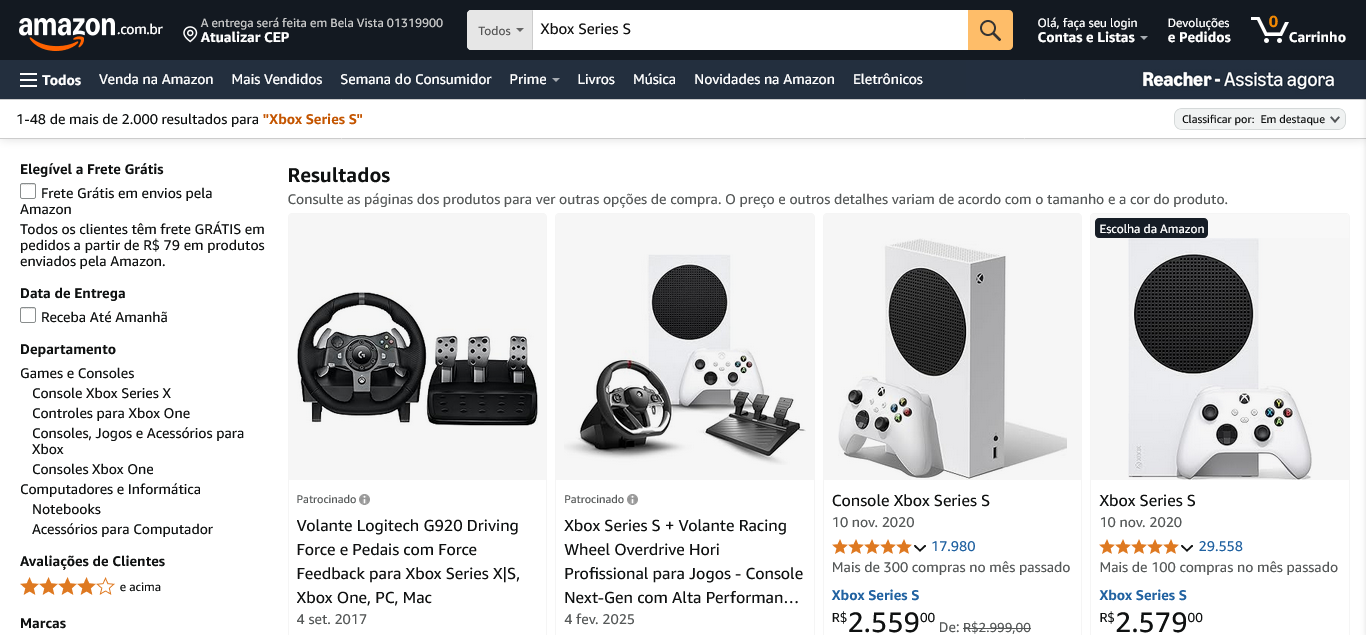 amazon.com.br
A entrega será feita em Bela Vista 01319900
Atualizar CEP
Todos
Xbox Series S
Olá, faça seu login
Contas e Listas
Devoluções
e Pedidos
0
Carrinho
Todos
Venda na Amazon
Mais Vendidos
Semana do Consumidor
Prime
Livros
Música
Novidades na Amazon
Eletrônicos
Reacher - Assista agora
1-48 de mais de 2.000 resultados para "Xbox Series S"
Classificar por: Em destaque
Elegível a Frete Grátis
Frete Grátis em envios pela
Amazon
Todos os clientes têm frete GRÁTIS em
pedidos a partir de R$ 79 em produtos
enviados pela Amazon.
Data de Entrega
Receba Até Amanhã
Departamento
Games e Consoles
Console Xbox Series X
Controles para Xbox One
Consoles, Jogos e Acessórios para
Xbox
Consoles Xbox One
Computadores e Informática
Notebooks
Acessórios para Computador
Avaliações de Clientes
e acima
Marcas
Resultados
Consulte as páginas dos produtos para ver outras opções de compra. O preço e outros detalhes variam de acordo com o tamanho e a cor do produto.
Patrocinado
Volante Logitech G920 Driving
Force e Pedais com Force
Feedback para Xbox Series X|S,
Xbox One, PC, Mac
4 set. 2017
Patrocinado
Xbox Series S + Volante Racing
Wheel Overdrive Hori
Profissional para Jogos - Console
Next-Gen com Alta Performan...
4 fev. 2025
Console Xbox Series S
10 nov. 2020
17.980
Mais de 300 compras no mês passado
Xbox Series S
R$2.55900 De: R$2.999,00
Escolha da Amazon
Xbox Series S
10 nov. 2020
29.558
Mais de 100 compras no mês passado
Xbox Series S
R$2.57900